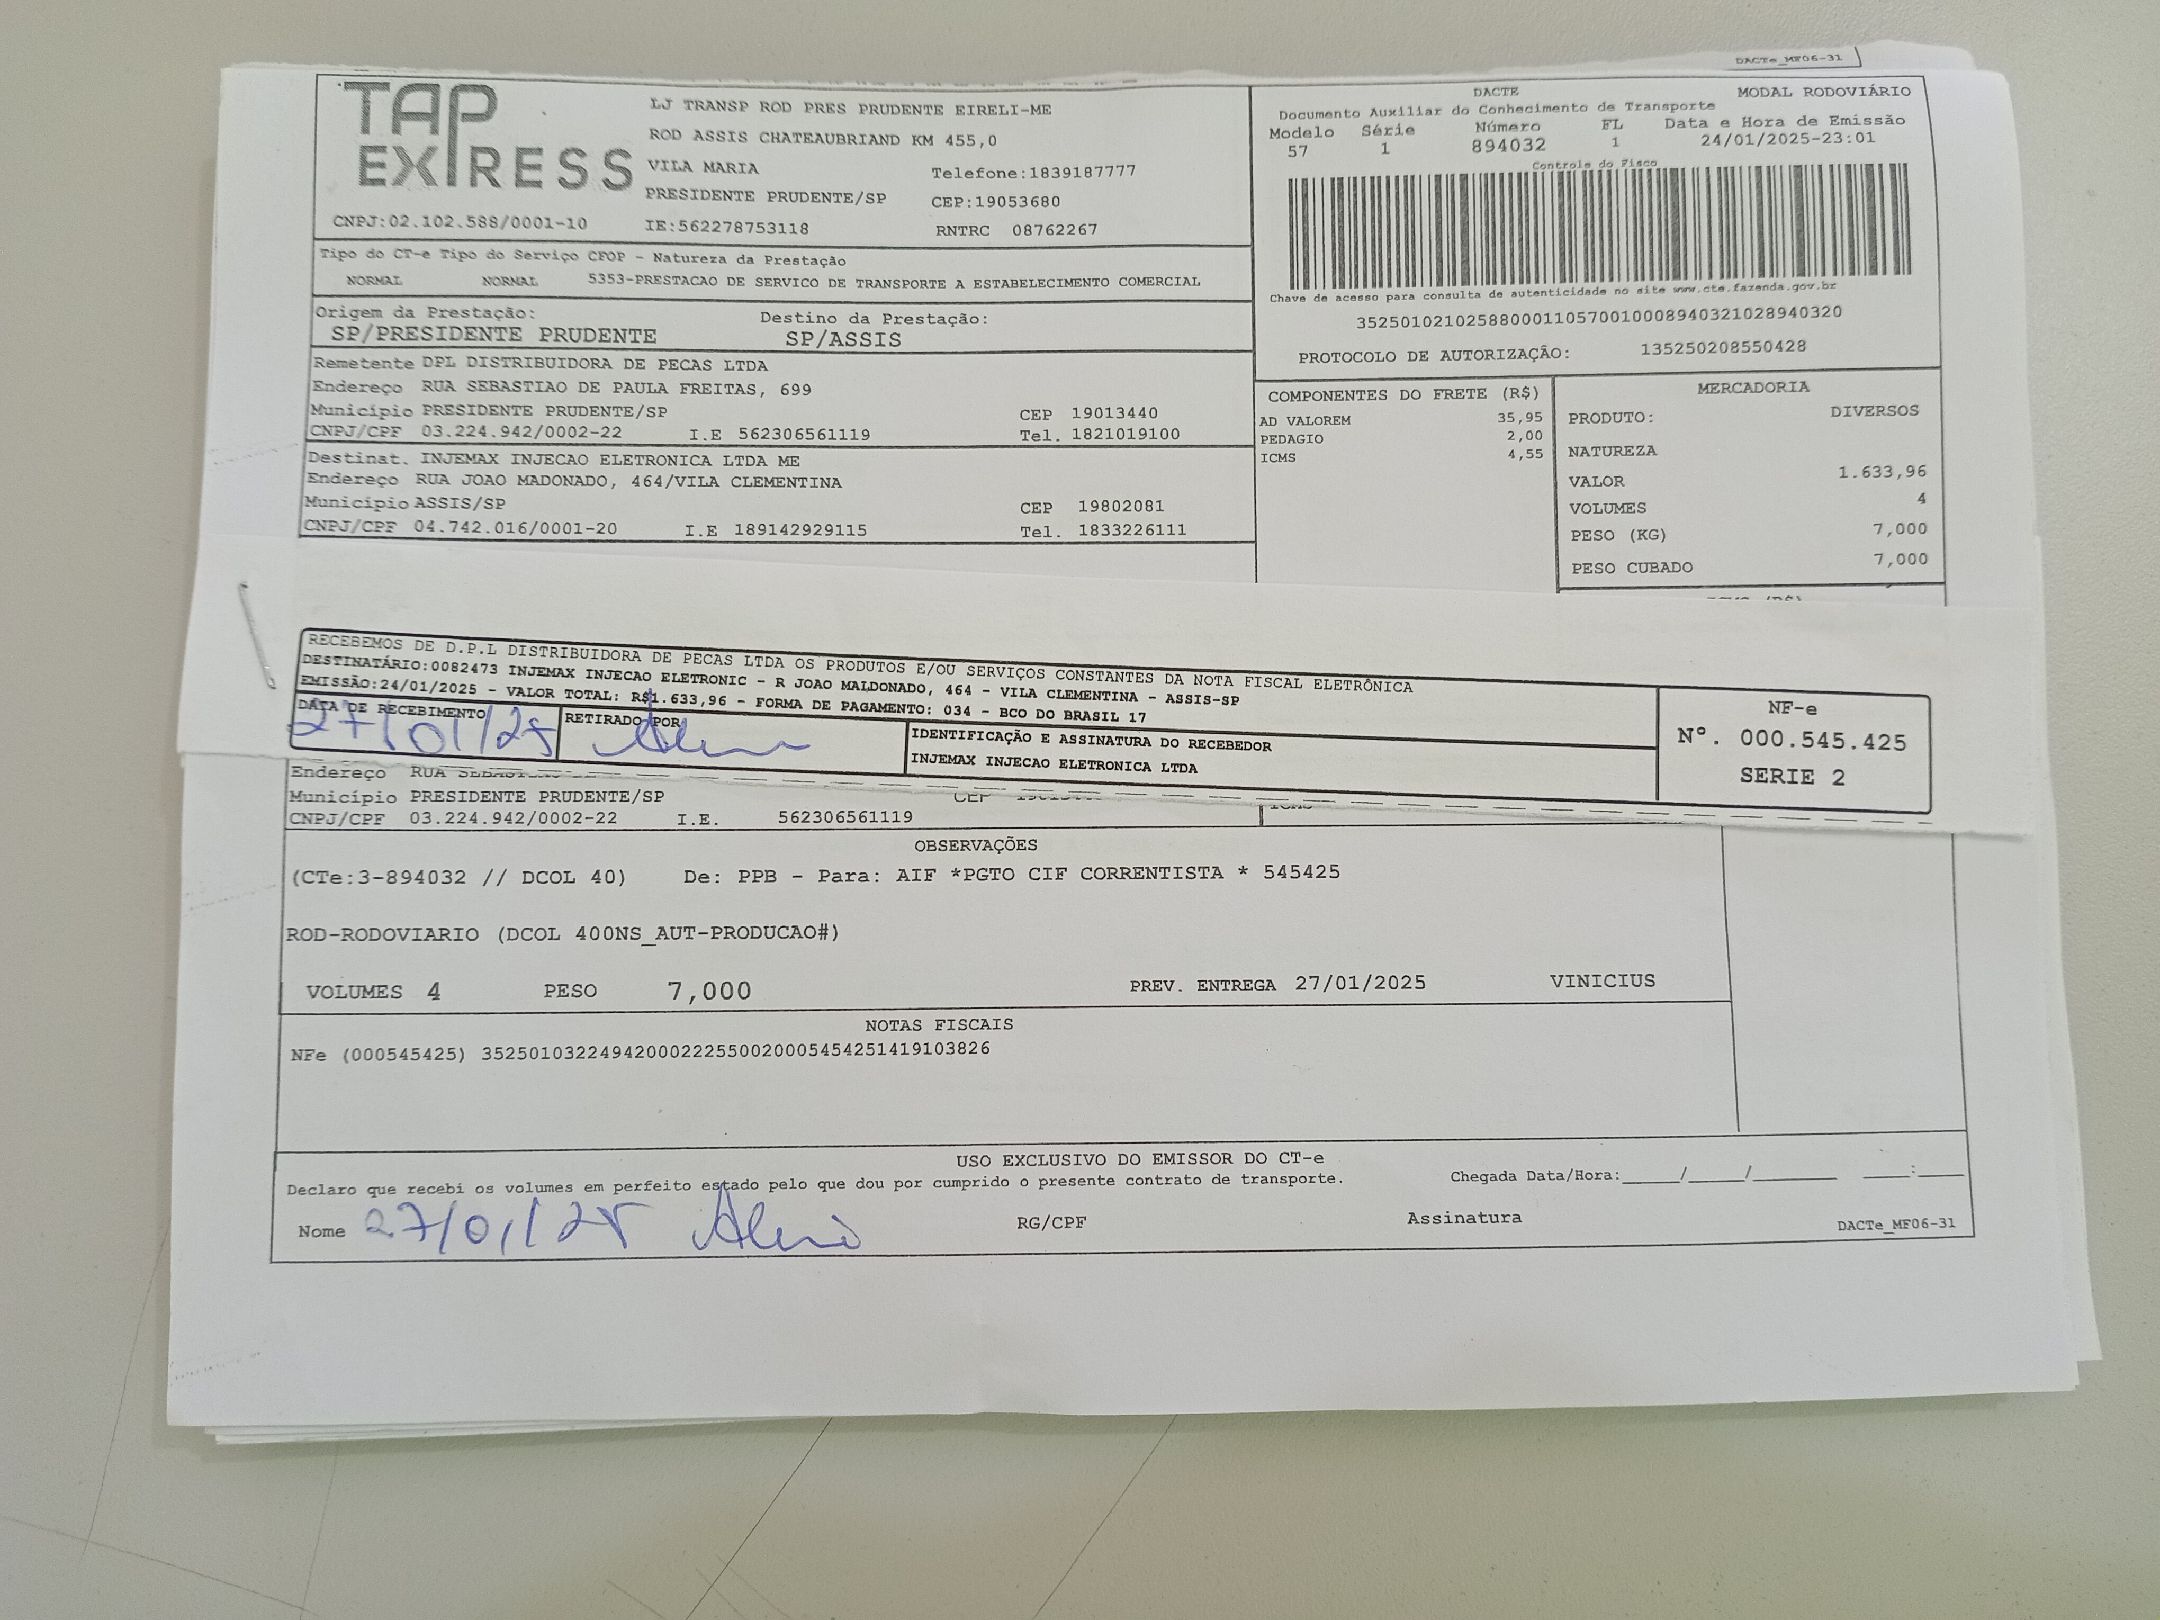 DACTe_MF06-31
TAP EXPRESS
LJ TRANSP ROD PRES PRUDENTE EIRELI-ME
ROD ASSIS CHATEAUBRIAND KM 455,0
VILA MARIA Telefone:1839187777
PRESIDENTE PRUDENTE/SP CEP:19053680
CNPJ:02.102.588/0001-10 IE:562278753118 RNTRC 08762267
DACTE MODAL RODOVIÁRIO
Documento Auxiliar do Conhecimento de Transporte
Modelo Série Número FL Data e Hora de Emissão
57 1 894032 1 24/01/2025-23:01
Controle do Fisco
Chave de acesso para consulta de autenticidade no site www.cte.fazenda.gov.br
35250102102588000110570010008940321028940320
PROTOCOLO DE AUTORIZAÇÃO: 135250208550428
Tipo do CT-e Tipo do Serviço CFOP - Natureza da Prestação
NORMAL NORMAL 5353-PRESTACAO DE SERVICO DE TRANSPORTE A ESTABELECIMENTO COMERCIAL
Origem da Prestação: Destino da Prestação:
SP/PRESIDENTE PRUDENTE SP/ASSIS
Remetente DPL DISTRIBUIDORA DE PECAS LTDA
Endereço RUA SEBASTIAO DE PAULA FREITAS, 699
Município PRESIDENTE PRUDENTE/SP CEP 19013440
CNPJ/CPF 03.224.942/0002-22 I.E 562306561119 Tel. 1821019100
Destinat. INJEMAX INJECAO ELETRONICA LTDA ME
Endereço RUA JOAO MADONADO, 464/VILA CLEMENTINA
Município ASSIS/SP CEP 19802081
CNPJ/CPF 04.742.016/0001-20 I.E 189142929115 Tel. 1833226111
COMPONENTES DO FRETE (R$)
AD VALOREM 35,95
PEDAGIO 2,00
ICMS 4,55
MERCADORIA
PRODUTO: DIVERSOS
NATUREZA
VALOR 1.633,96
VOLUMES 4
PESO (KG) 7,000
PESO CUBADO 7,000
RECEBEMOS DE D.P.L DISTRIBUIDORA DE PECAS LTDA OS PRODUTOS E/OU SERVIÇOS CONSTANTES DA NOTA FISCAL ELETRÔNICA
DESTINATÁRIO:0082473 INJEMAX INJECAO ELETRONIC - R JOAO MALDONADO, 464 - VILA CLEMENTINA - ASSIS-SP
EMISSÃO:24/01/2025 - VALOR TOTAL: R$1.633,96 - FORMA DE PAGAMENTO: 034 - BCO DO BRASIL 17
DATA DE RECEBIMENTO RETIRADO POR IDENTIFICAÇÃO E ASSINATURA DO RECEBEDOR
27/01/25 INJEMAX INJECAO ELETRONICA LTDA
NF-e
Nº. 000.545.425
SERIE 2
Endereço RUA
Município PRESIDENTE PRUDENTE/SP CEP
CNPJ/CPF 03.224.942/0002-22 I.E. 562306561119
OBSERVAÇÕES
(CTe:3-894032 // DCOL 40) De: PPB - Para: AIF *PGTO CIF CORRENTISTA * 545425
ROD-RODOVIARIO (DCOL 400NS_AUT-PRODUCAO#)
VOLUMES 4 PESO 7,000 PREV. ENTREGA 27/01/2025 VINICIUS
NOTAS FISCAIS
NFe (000545425) 35250103224942000222550020005454251419103826
USO EXCLUSIVO DO EMISSOR DO CT-e
Declaro que recebi os volumes em perfeito estado pelo que dou por cumprido o presente contrato de transporte. Chegada Data/Hora:____/____/______ ___:___
Nome 27/01/25 RG/CPF Assinatura DACTe_MF06-31